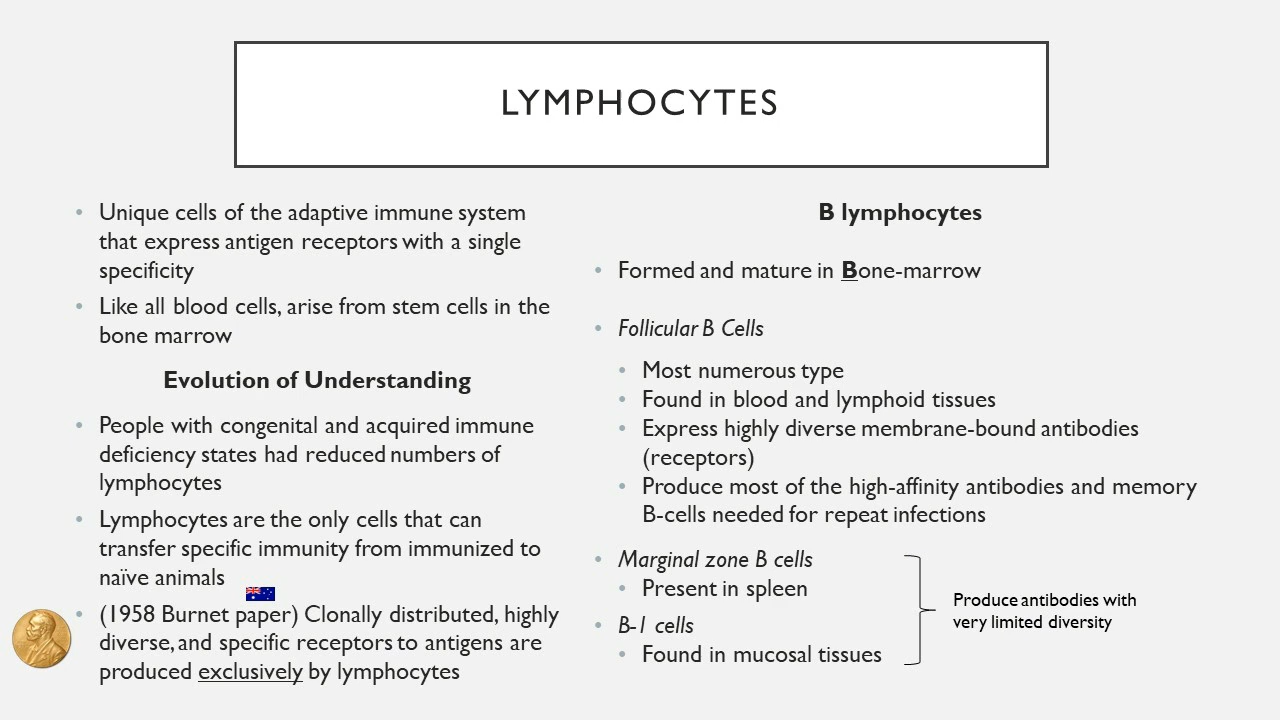 LYMPHOCYTES
• Unique cells of the adaptive immune system
that express antigen receptors with a single
specificity
• Like all blood cells, arise from stem cells in the
bone marrow
Evolution of Understanding
• People with congenital and acquired immune
deficiency states had reduced numbers of
lymphocytes
• Lymphocytes are the only cells that can
transfer specific immunity from immunized to
naïve animals
• (1958 Burnet paper) Clonally distributed, highly
diverse, and specific receptors to antigens are
produced exclusively by lymphocytes
B lymphocytes
• Formed and mature in Bone-marrow
• Follicular B Cells
• Most numerous type
• Found in blood and lymphoid tissues
• Express highly diverse membrane-bound antibodies
(receptors)
• Produce most of the high-affinity antibodies and memory
B-cells needed for repeat infections
• Marginal zone B cells
• Present in spleen
• B-1 cells
• Found in mucosal tissues
Produce antibodies with
very limited diversity